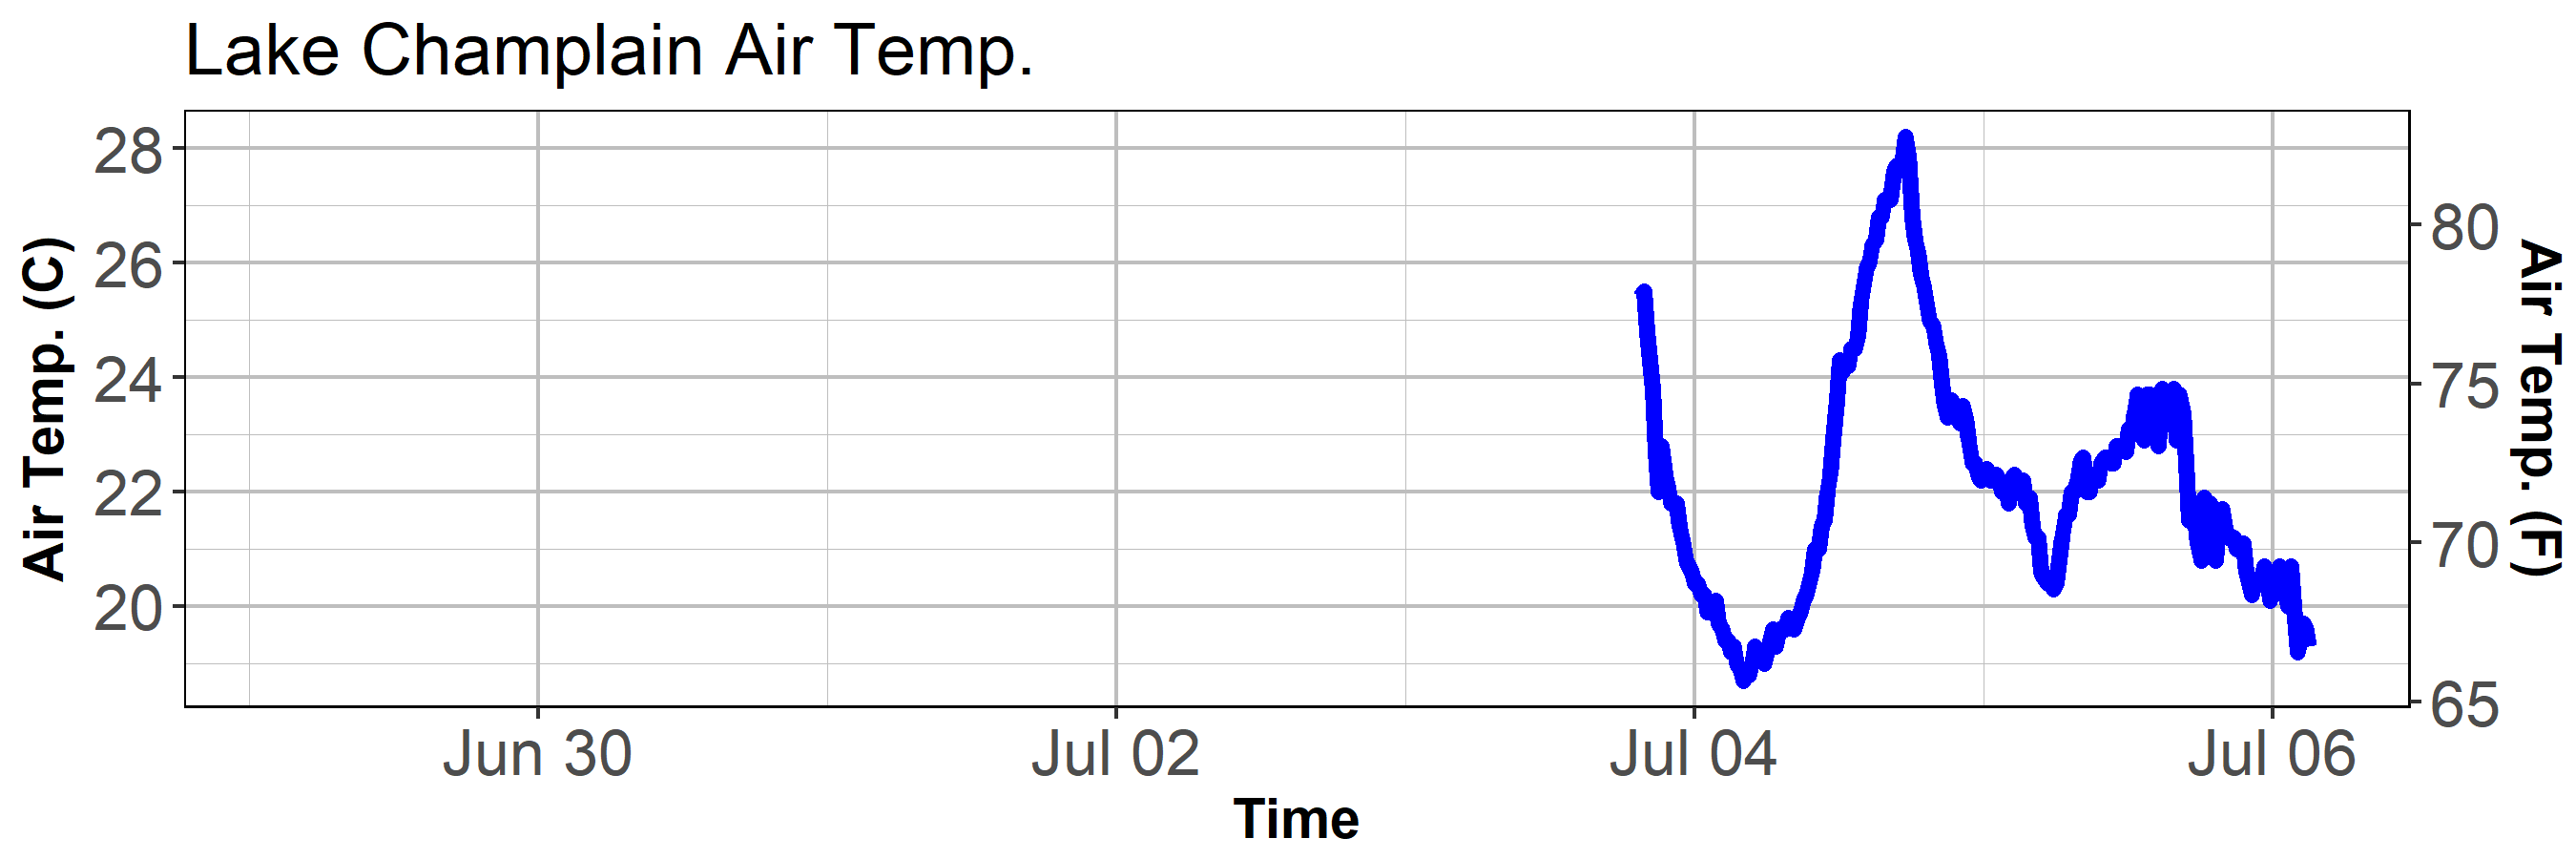 Lake Champlain Air Temp.
Air Temp. (C)
28
26
24
22
20
80
75
70
65
Air Temp. (F)
Jun 30
Jul 02
Jul 04
Jul 06
Time